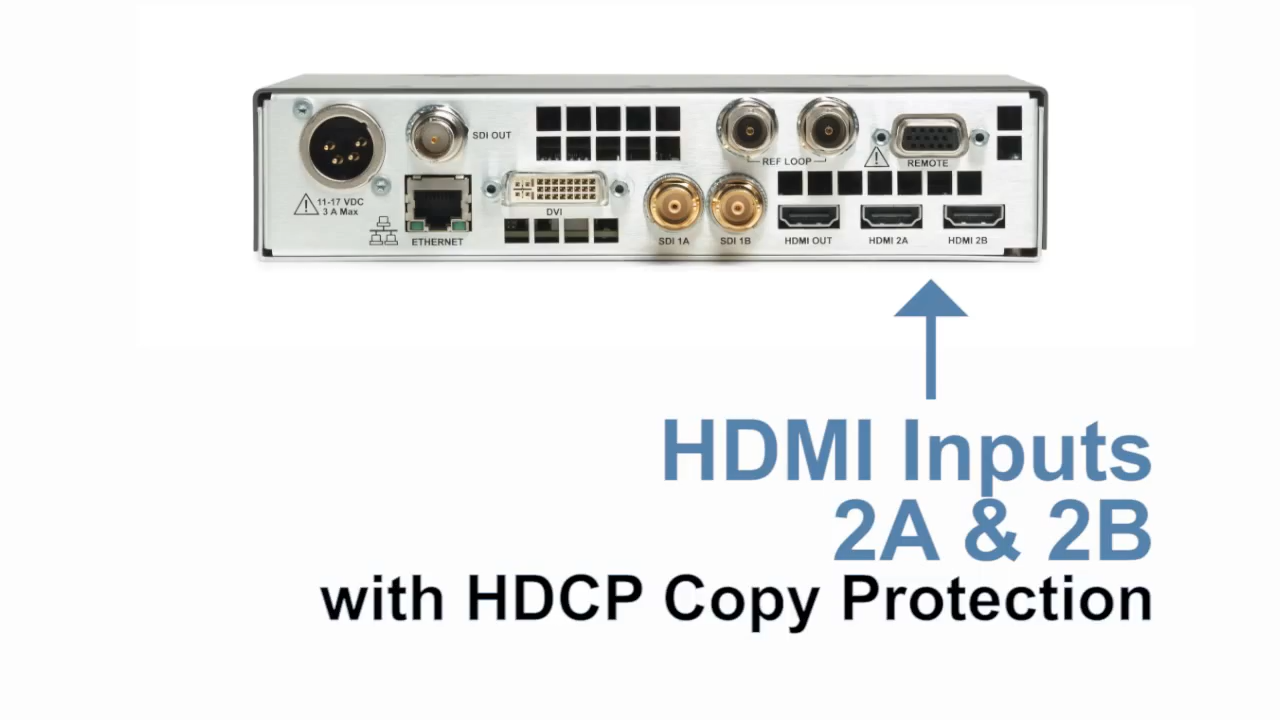 SDI OUT
REF LOOP
REMOTE
11-17 VDC
3 A Max
DVI
ETHERNET
SDI 1A
SDI 1B
HDMI OUT
HDMI 2A
HDMI 2B
HDMI Inputs
2A & 2B
with HDCP Copy Protection